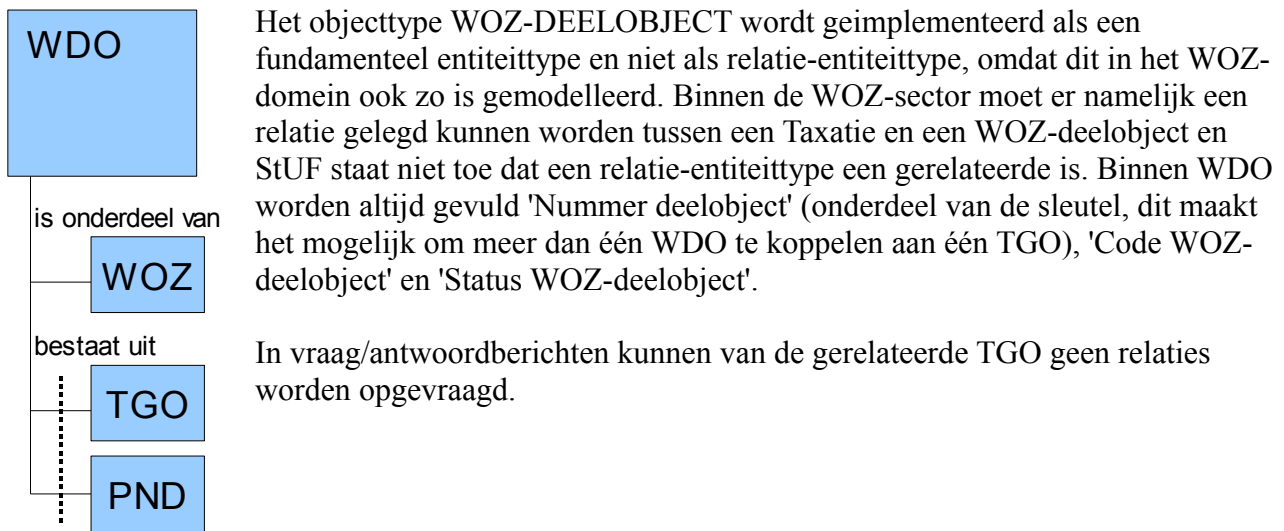 WDO
is onderdeel van
WOZ
bestaat uit
TGO
PND
Het objecttype WOZ-DEELOBJECT wordt geimplementeerd als een
fundamenteel entiteittype en niet als relatie-entiteittype, omdat dit in het WOZ-
domein ook zo is gemodelleerd. Binnen de WOZ-sector moet er namelijk een
relatie gelegd kunnen worden tussen een Taxatie en een WOZ-deelobject en
StUF staat niet toe dat een relatie-entiteittype een gerelateerde is. Binnen WDO
worden altijd gevuld 'Nummer deelobject' (onderdeel van de sleutel, dit maakt
het mogelijk om meer dan één WDO te koppelen aan één TGO), 'Code WOZ-
deelobject' en 'Status WOZ-deelobject'.
In vraag/antwoordberichten kunnen van de gerelateerde TGO geen relaties
worden opgevraagd.